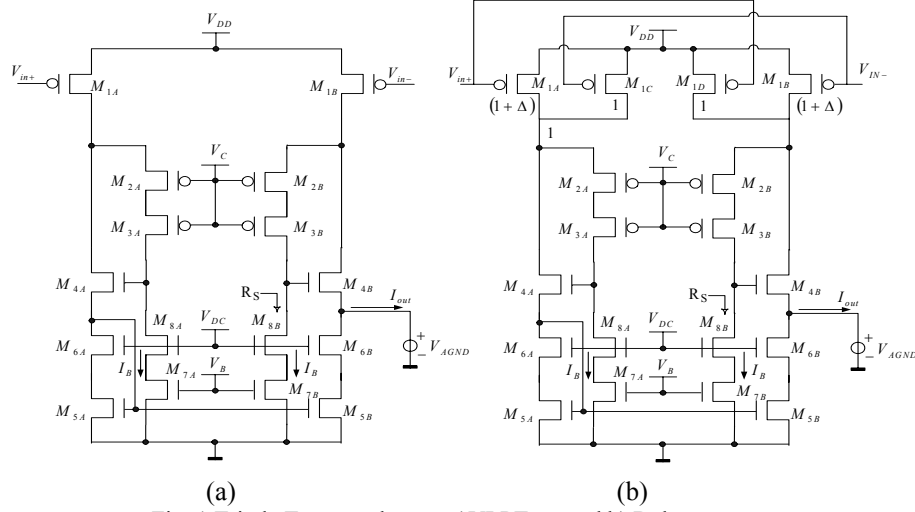 V_DD
V_in+
M_1A
M_1B
V_in−
V_C
M_2A
M_2B
M_3A
M_3B
M_4A
R_S
M_4B
I_out
M_8A
V_DC
M_8B
M_6A
I_B
M_7A
V_B
I_B
M_6B
+
−
V_AGND
M_7B
M_5A
M_5B
(a)
V_DD
V_in+
M_1A
M_1C
M_1D
M_1B
V_IN−
(1 + Δ)
1
1
(1 + Δ)
1
V_C
M_2A
M_2B
M_3A
M_3B
M_4A
R_S
M_4B
I_out
M_8A
V_DC
M_8B
M_6A
I_B
M_7A
V_B
I_B
M_6B
+
−
V_AGND
M_7B
M_5A
M_5B
(b)